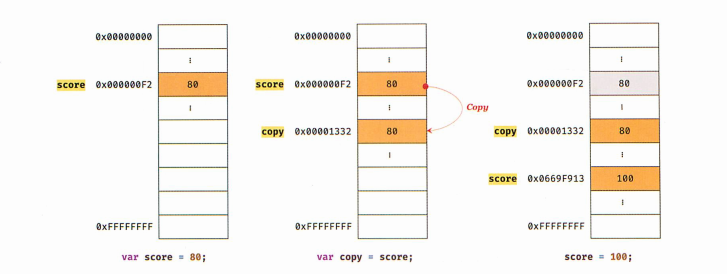 0x00000000
⋮
score 0x000000F2 80
⋮
0xFFFFFFFF
var score = 80;
0x00000000
⋮
score 0x000000F2 80
⋮
Copy
copy 0x00001332 80
⋮
0xFFFFFFFF
var copy = score;
0x00000000
⋮
0x000000F2 80
⋮
copy 0x00001332 80
⋮
score 0x0669F913 100
⋮
0xFFFFFFFF
score = 100;